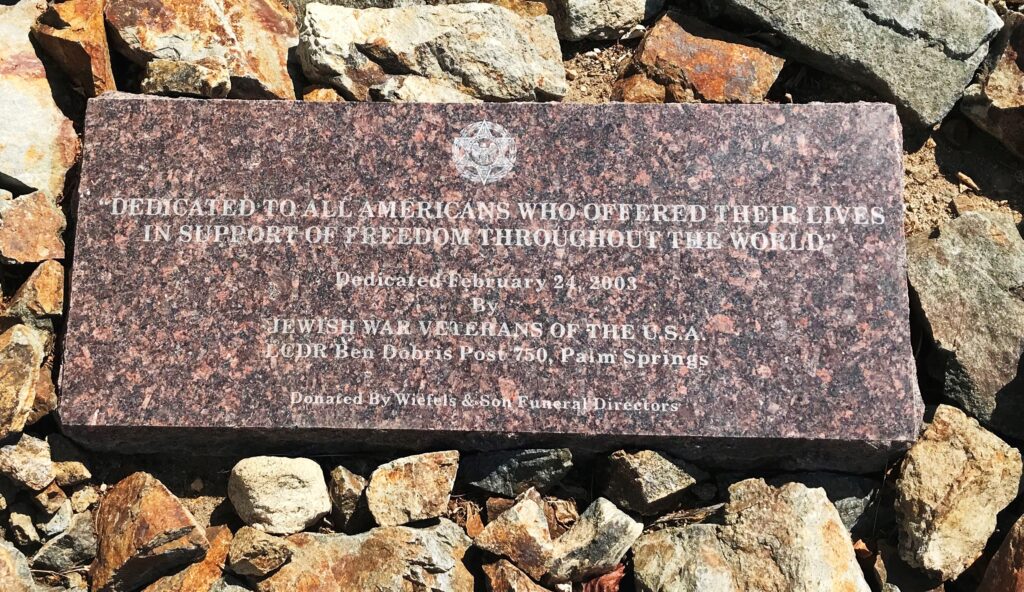 "DEDICATED TO ALL AMERICANS WHO OFFERED THEIR LIVES
IN SUPPORT OF FREEDOM THROUGHOUT THE WORLD"
Dedicated February 24, 2003
By
JEWISH WAR VETERANS OF THE U.S.A.
LCDR Ben Dobris Post 750, Palm Springs
Donated By Wiefels & Son Funeral Directors